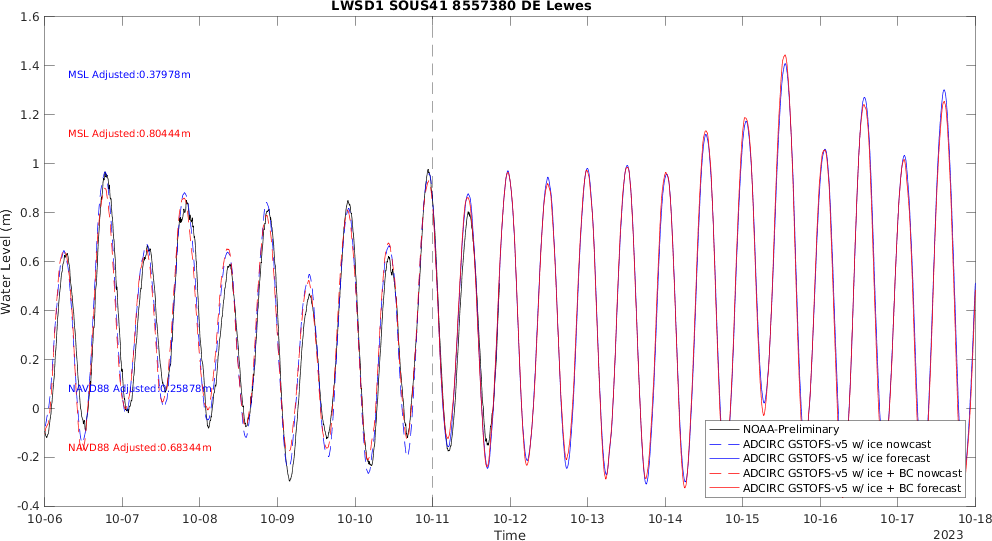 LWSD1 SOUS41 8557380 DE Lewes
Water Level (m)
1.6
1.4
1.2
1
0.8
0.6
0.4
0.2
0
-0.2
-0.4
MSL Adjusted:0.37978m
MSL Adjusted:0.80444m
NAVD88 Adjusted:0.25878m
NAVD88 Adjusted:0.68344m
NOAA-Preliminary
ADCIRC GSTOFS-v5 w/ ice nowcast
ADCIRC GSTOFS-v5 w/ ice forecast
ADCIRC GSTOFS-v5 w/ ice + BC nowcast
ADCIRC GSTOFS-v5 w/ ice + BC forecast
10-06 10-07 10-08 10-09 10-10 10-11 10-12 10-13 10-14 10-15 10-16 10-17 10-18
Time
2023